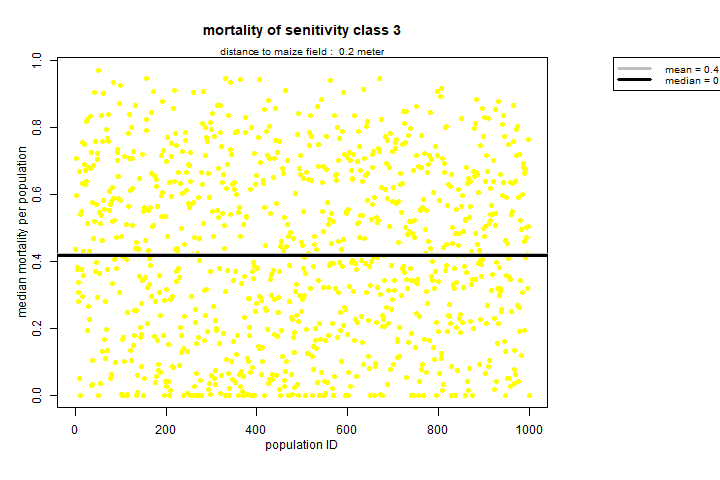 mortality of senitivity class 3
distance to maize field : 0.2 meter
mean = 0.4
median = 0
median mortality per population
1.0
0.8
0.6
0.4
0.2
0.0
0 200 400 600 800 1000
population ID